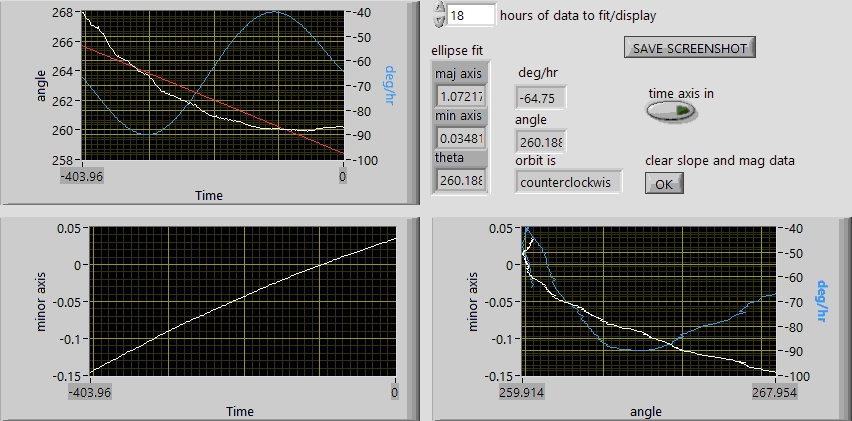 268
266
264
262
260
258
angle
-403.96
0
Time
-40
-50
-60
-70
-80
-90
-100
deg/hr
18 hours of data to fit/display
SAVE SCREENSHOT
ellipse fit
maj axis
1.07217
min axis
0.03481
theta
260.188
deg/hr
-64.75
angle
260.188
orbit is
counterclockwis
time axis in
clear slope and mag data
OK
0.05
0
-0.05
-0.1
-0.15
minor axis
-403.96
0
Time
0.05
0
-0.05
-0.1
-0.15
minor axis
259.914
267.954
angle
-40
-50
-60
-70
-80
-90
-100
deg/hr